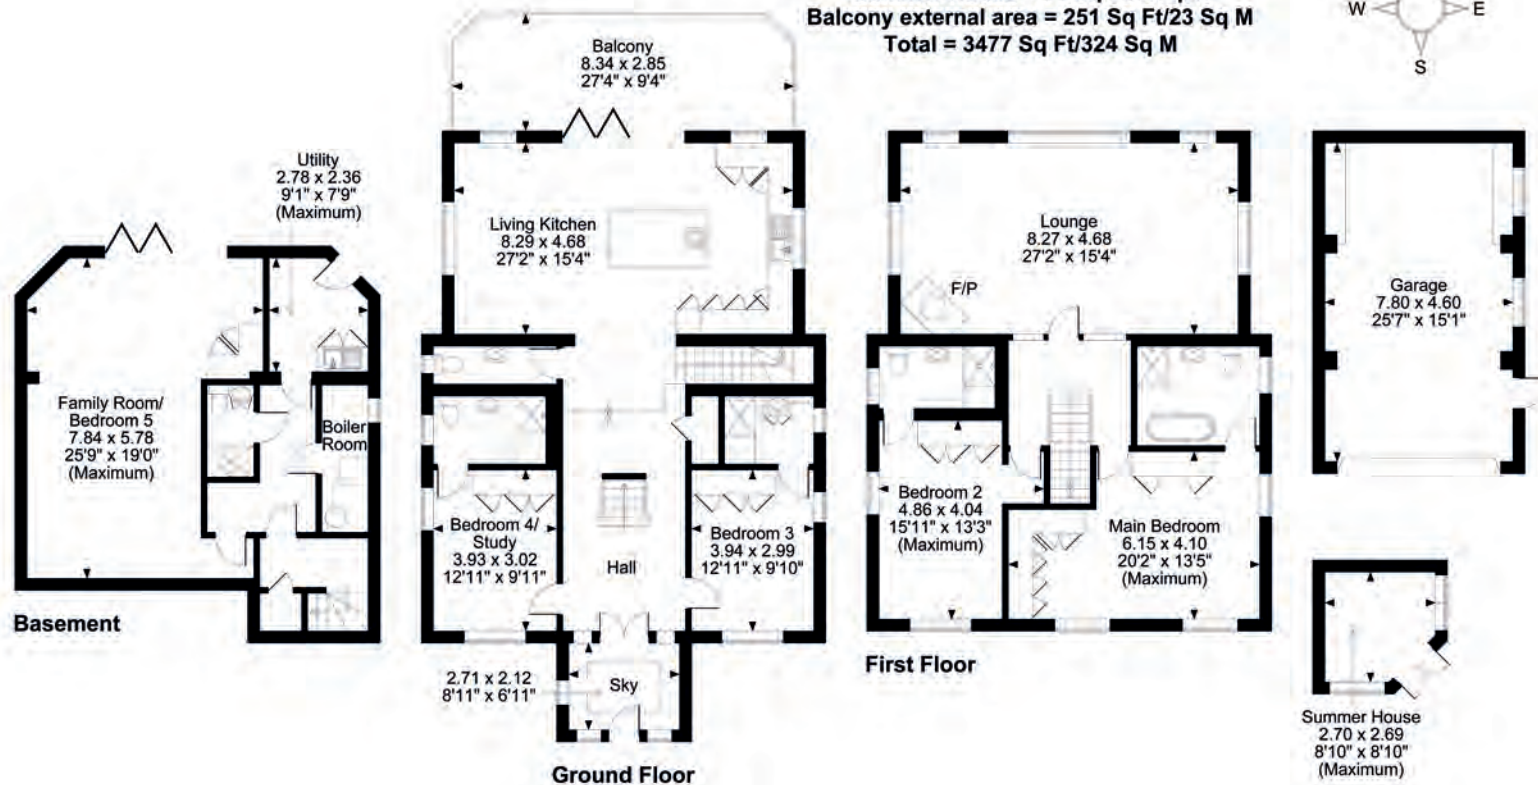 Balcony external area = 251 Sq Ft/23 Sq M
Total = 3477 Sq Ft/324 Sq M
W
E
S
Balcony
8.34 x 2.85
27'4" x 9'4"
Utility
2.78 x 2.36
9'1" x 7'9"
(Maximum)
Living Kitchen
8.29 x 4.68
27'2" x 15'4"
Lounge
8.27 x 4.68
27'2" x 15'4"
F/P
Garage
7.80 x 4.60
25'7" x 15'1"
Family Room/
Bedroom 5
7.84 x 5.78
25'9" x 19'0"
(Maximum)
Boiler
Room
Bedroom 4/
Study
3.93 x 3.02
12'11" x 9'11"
Hall
Bedroom 3
3.94 x 2.99
12'11" x 9'10"
Bedroom 2
4.86 x 4.04
15'11" x 13'3"
(Maximum)
Main Bedroom
6.15 x 4.10
20'2" x 13'5"
(Maximum)
Basement
2.71 x 2.12
8'11" x 6'11"
Sky
First Floor
Ground Floor
Summer House
2.70 x 2.69
8'10" x 8'10"
(Maximum)